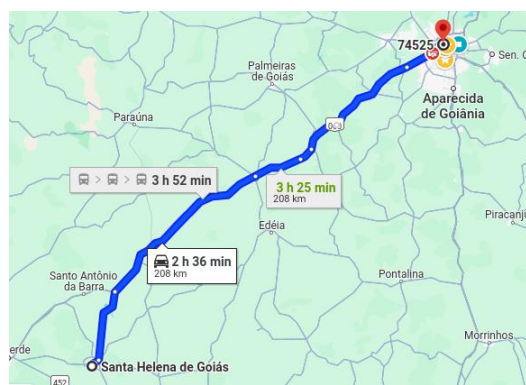 74525
Sen. C
Palmeiras
de Goiás
Aparecida
de Goiânia
Paraúna
060
3 h 52 min
3 h 25 min
208 km
Piracanju
Edéia
2 h 36 min
208 km
Santo Antônio
da Barra
Pontalina
Morrinhos
erde
Santa Helena de Goiás
452